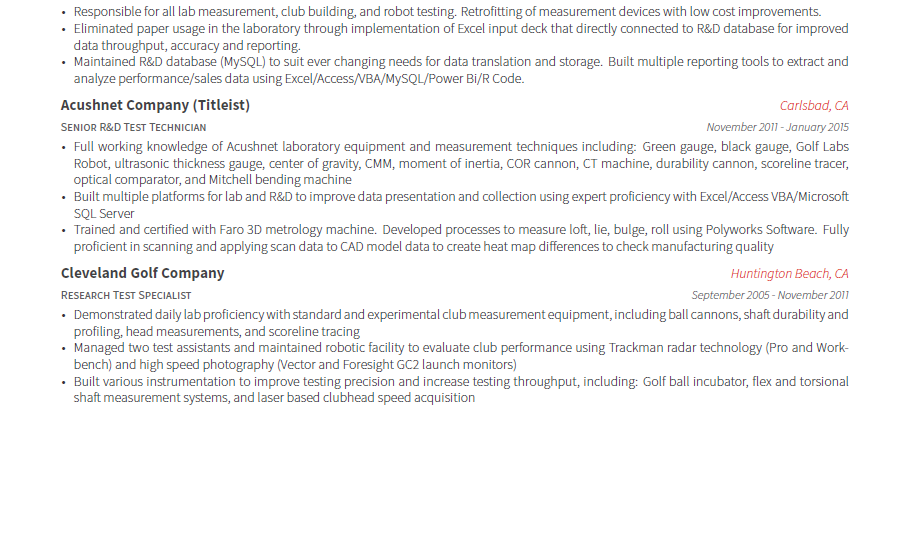 • Responsible for all lab measurement, club building, and robot testing. Retrofitting of measurement devices with low cost improvements.
• Eliminated paper usage in the laboratory through implementation of Excel input deck that directly connected to R&D database for improved
data throughput, accuracy and reporting.
• Maintained R&D database (MySQL) to suit ever changing needs for data translation and storage. Built multiple reporting tools to extract and
analyze performance/sales data using Excel/Access/VBA/MySQL/Power Bi/R Code.
Acushnet Company (Titleist) Carlsbad, CA
Senior R&D Test Technician November 2011 - January 2015
• Full working knowledge of Acushnet laboratory equipment and measurement techniques including: Green gauge, black gauge, Golf Labs
Robot, ultrasonic thickness gauge, center of gravity, CMM, moment of inertia, COR cannon, CT machine, durability cannon, scoreline tracer,
optical comparator, and Mitchell bending machine
• Built multiple platforms for lab and R&D to improve data presentation and collection using expert proficiency with Excel/Access VBA/Microsoft
SQL Server
• Trained and certified with Faro 3D metrology machine. Developed processes to measure loft, lie, bulge, roll using Polyworks Software. Fully
proficient in scanning and applying scan data to CAD model data to create heat map differences to check manufacturing quality
Cleveland Golf Company Huntington Beach, CA
Research Test Specialist September 2005 - November 2011
• Demonstrated daily lab proficiency with standard and experimental club measurement equipment, including ball cannons, shaft durability and
profiling, head measurements, and scoreline tracing
• Managed two test assistants and maintained robotic facility to evaluate club performance using Trackman radar technology (Pro and Work-
bench) and high speed photography (Vector and Foresight GC2 launch monitors)
• Built various instrumentation to improve testing precision and increase testing throughput, including: Golf ball incubator, flex and torsional
shaft measurement systems, and laser based clubhead speed acquisition